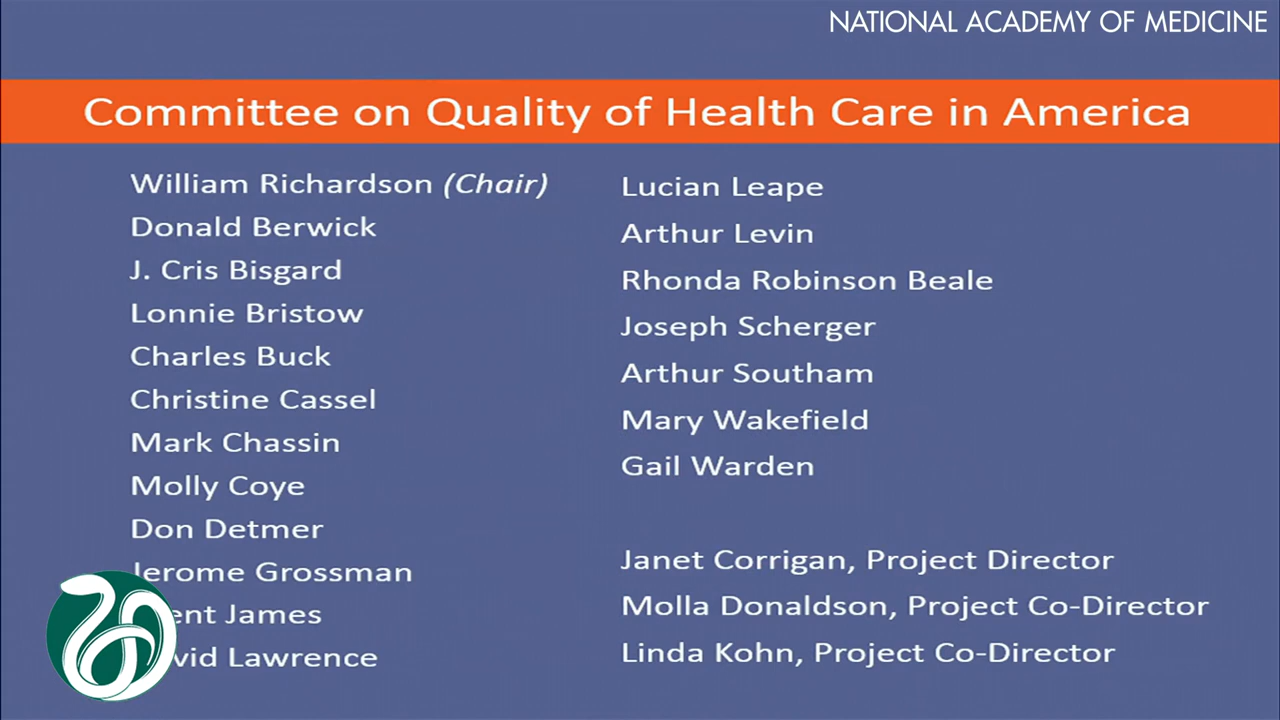 NATIONAL ACADEMY OF MEDICINE
Committee on Quality of Health Care in America
William Richardson (Chair)
Donald Berwick
J. Cris Bisgard
Lonnie Bristow
Charles Buck
Christine Cassel
Mark Chassin
Molly Coye
Don Detmer
Jerome Grossman
James
Lawrence
Lucian Leape
Arthur Levin
Rhonda Robinson Beale
Joseph Scherger
Arthur Southam
Mary Wakefield
Gail Warden
Janet Corrigan, Project Director
Molla Donaldson, Project Co-Director
Linda Kohn, Project Co-Director